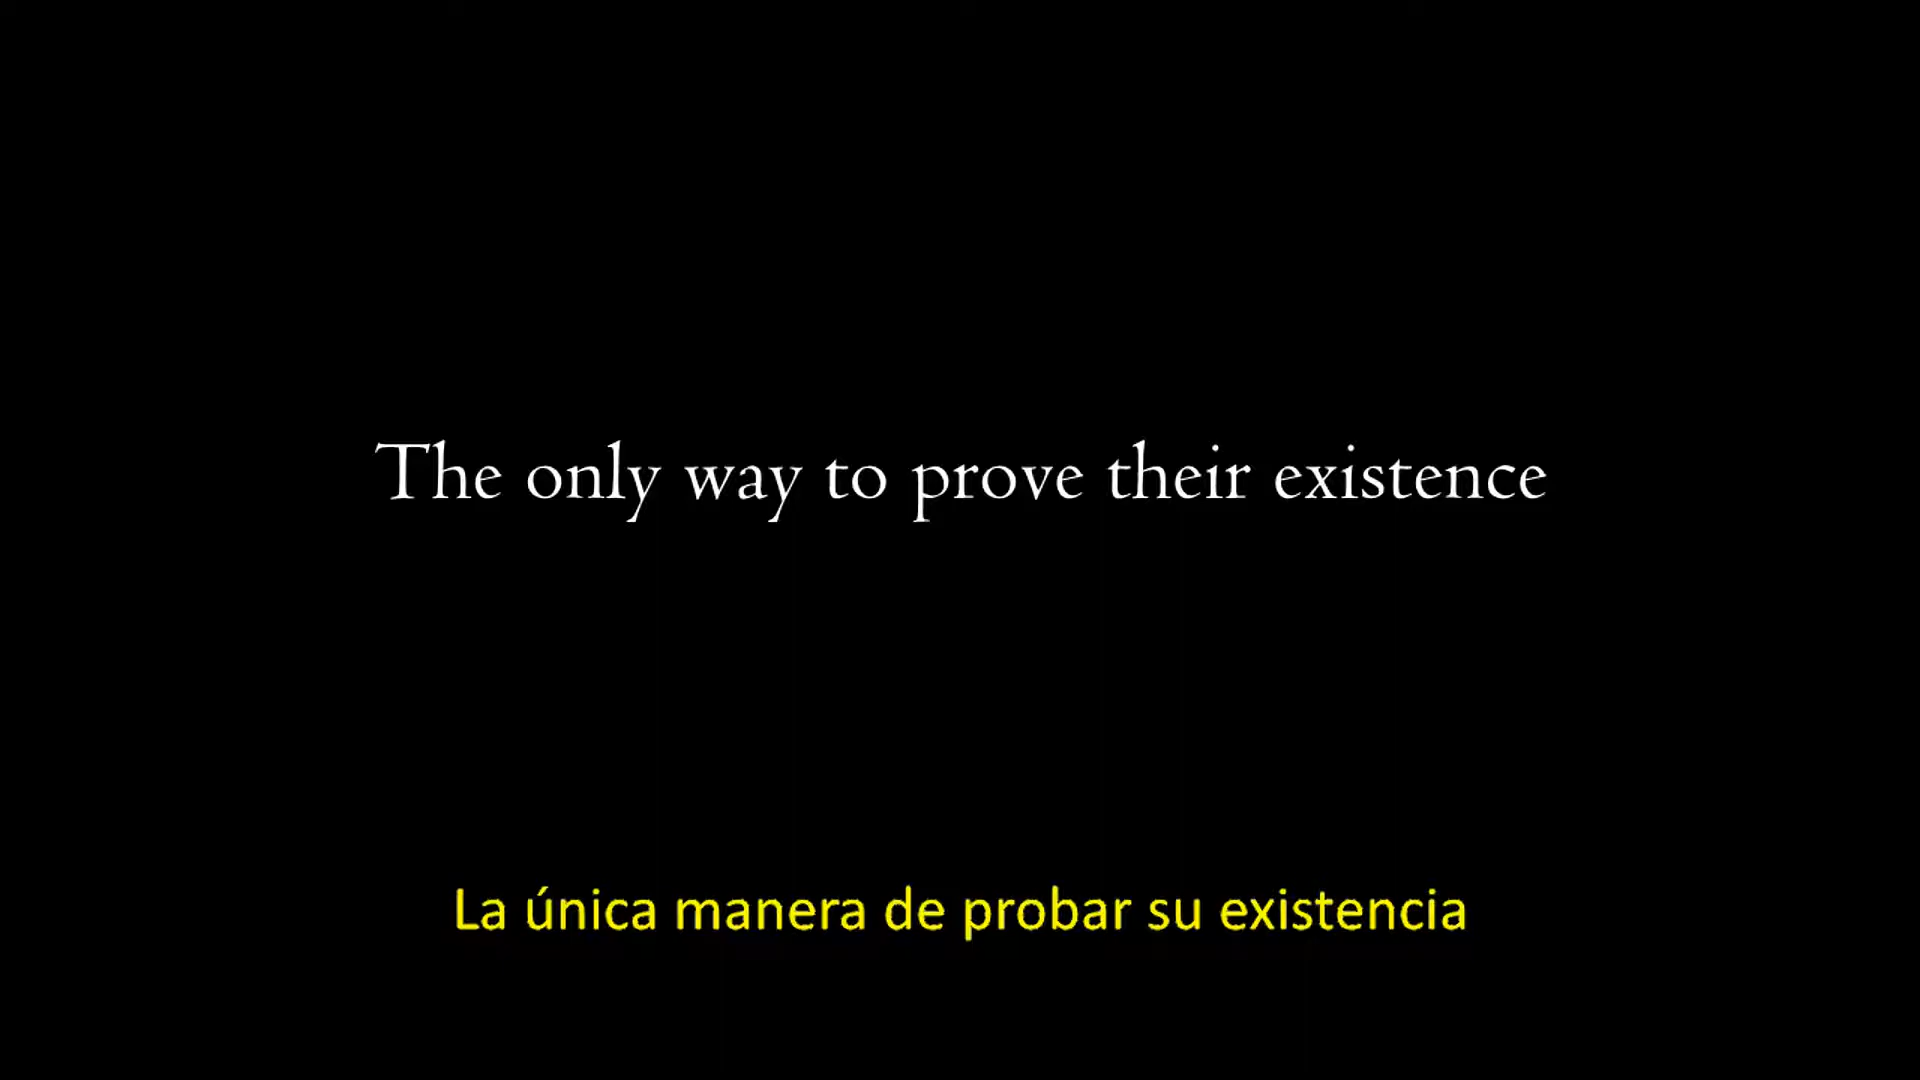 The only way to prove their existence
La única manera de probar su existencia